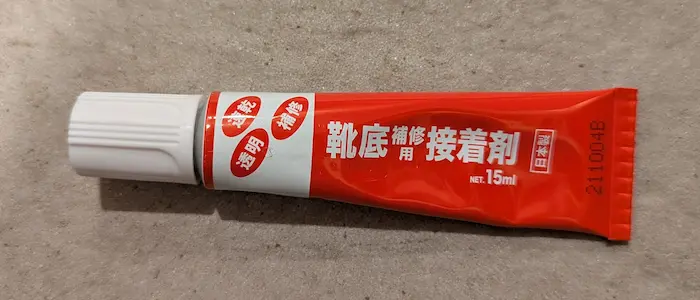 速乾
補修
透明
靴底補修用接着剤
日本製
NET. 15ml
211004B